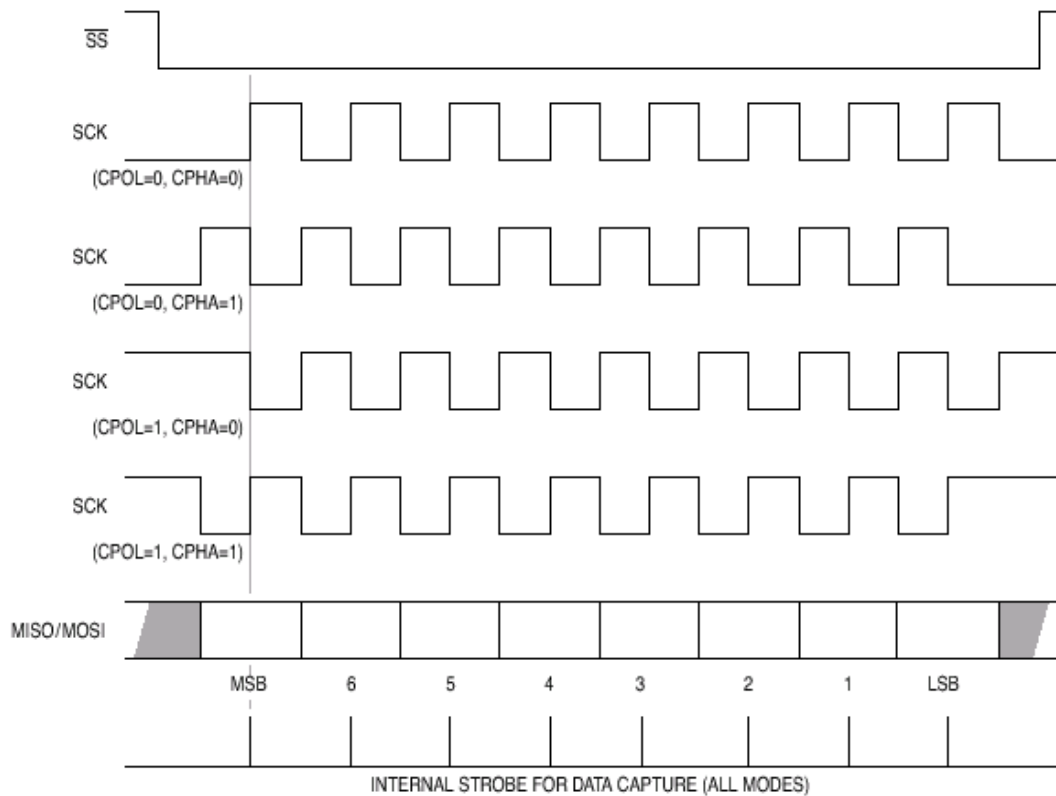 SS
SCK
(CPOL=0, CPHA=0)
SCK
(CPOL=0, CPHA=1)
SCK
(CPOL=1, CPHA=0)
SCK
(CPOL=1, CPHA=1)
MISO/MOSI
MSB 6 5 4 3 2 1 LSB
INTERNAL STROBE FOR DATA CAPTURE (ALL MODES)